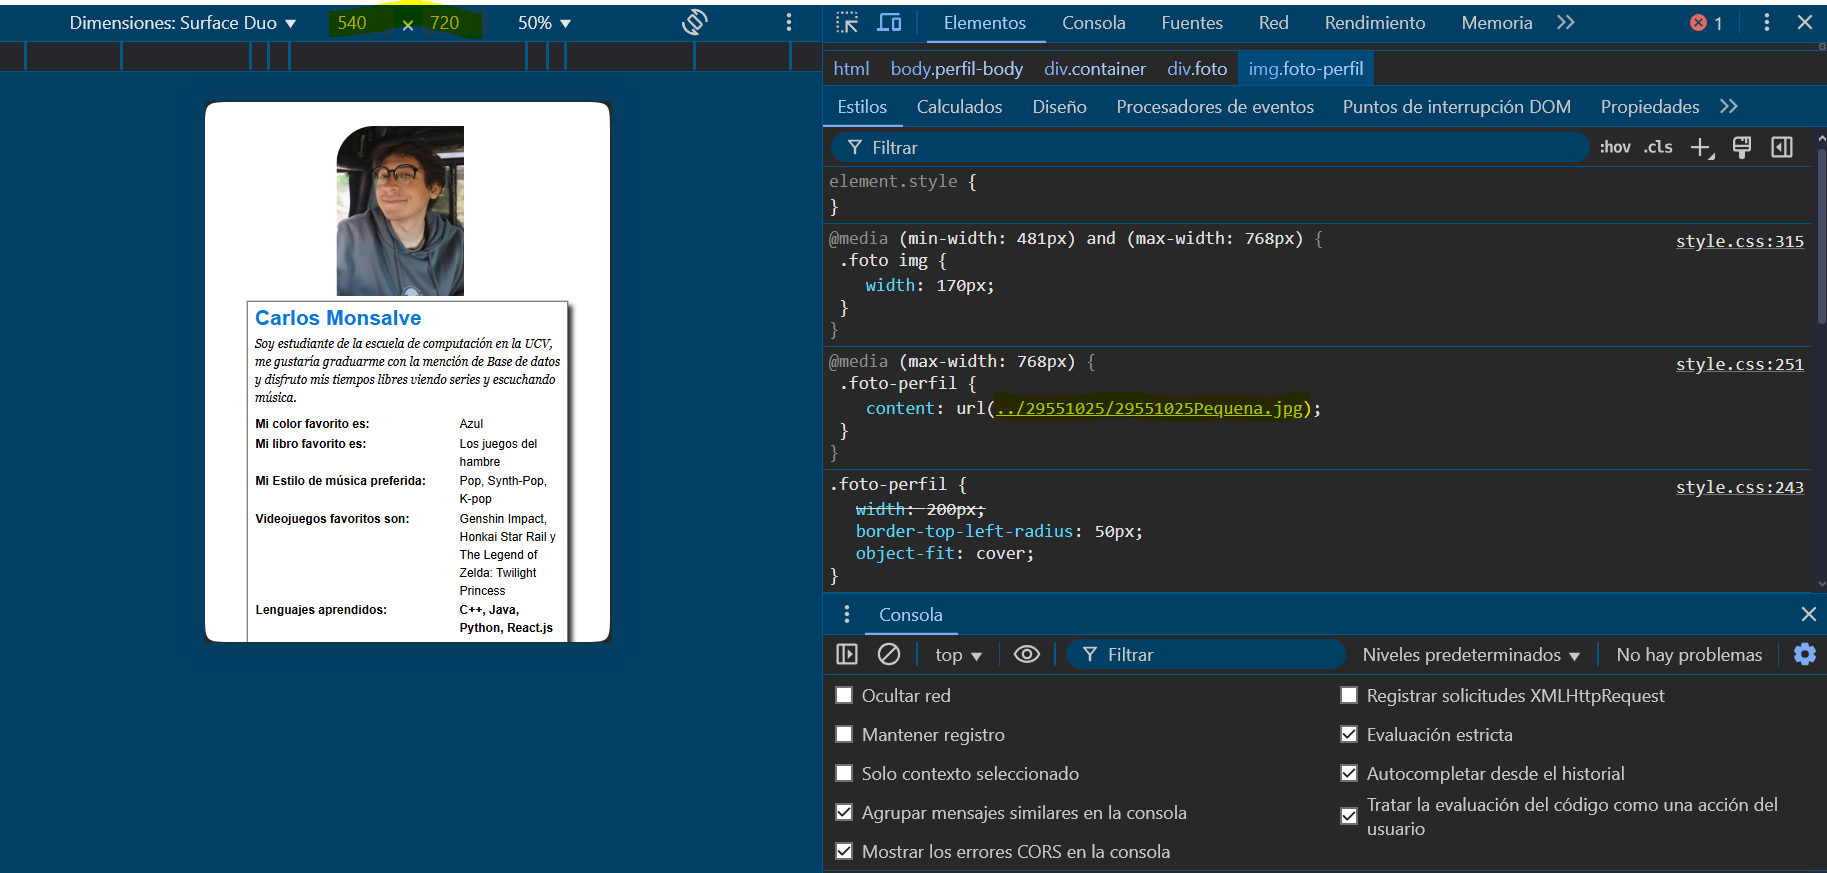 Dimensiones: Surface Duo ▼ 540 × 720 50% ▼
Elementos Consola Fuentes Red Rendimiento Memoria 1
html body.perfil-body div.container div.foto img.foto-perfil
Estilos Calculados Diseño Procesadores de eventos Puntos de interrupción DOM Propiedades
Filtrar :hov .cls
element.style {
}
@media (min-width: 481px) and (max-width: 768px) { style.css:315
.foto img {
width: 170px;
}
}
@media (max-width: 768px) { style.css:251
.foto-perfil {
content: url(../29551025/29551025Pequena.jpg);
}
}
.foto-perfil { style.css:243
width: 200px;
border-top-left-radius: 50px;
object-fit: cover;
}
Carlos Monsalve
Soy estudiante de la escuela de computación en la UCV,
me gustaría graduarme con la mención de Base de datos
y disfruto mis tiempos libres viendo series y escuchando
música.
Mi color favorito es: Azul
Mi libro favorito es: Los juegos del
hambre
Mi Estilo de música preferida: Pop, Synth-Pop,
K-pop
Videojuegos favoritos son: Genshin Impact,
Honkai Star Rail y
The Legend of
Zelda: Twilight
Princess
Lenguajes aprendidos: C++, Java,
Python, React.js
Consola
top ▼ Filtrar Niveles predeterminados ▼ No hay problemas
Ocultar red
Mantener registro
Solo contexto seleccionado
Agrupar mensajes similares en la consola
Mostrar los errores CORS en la consola
Registrar solicitudes XMLHttpRequest
Evaluación estricta
Autocompletar desde el historial
Tratar la evaluación del código como una acción del
usuario